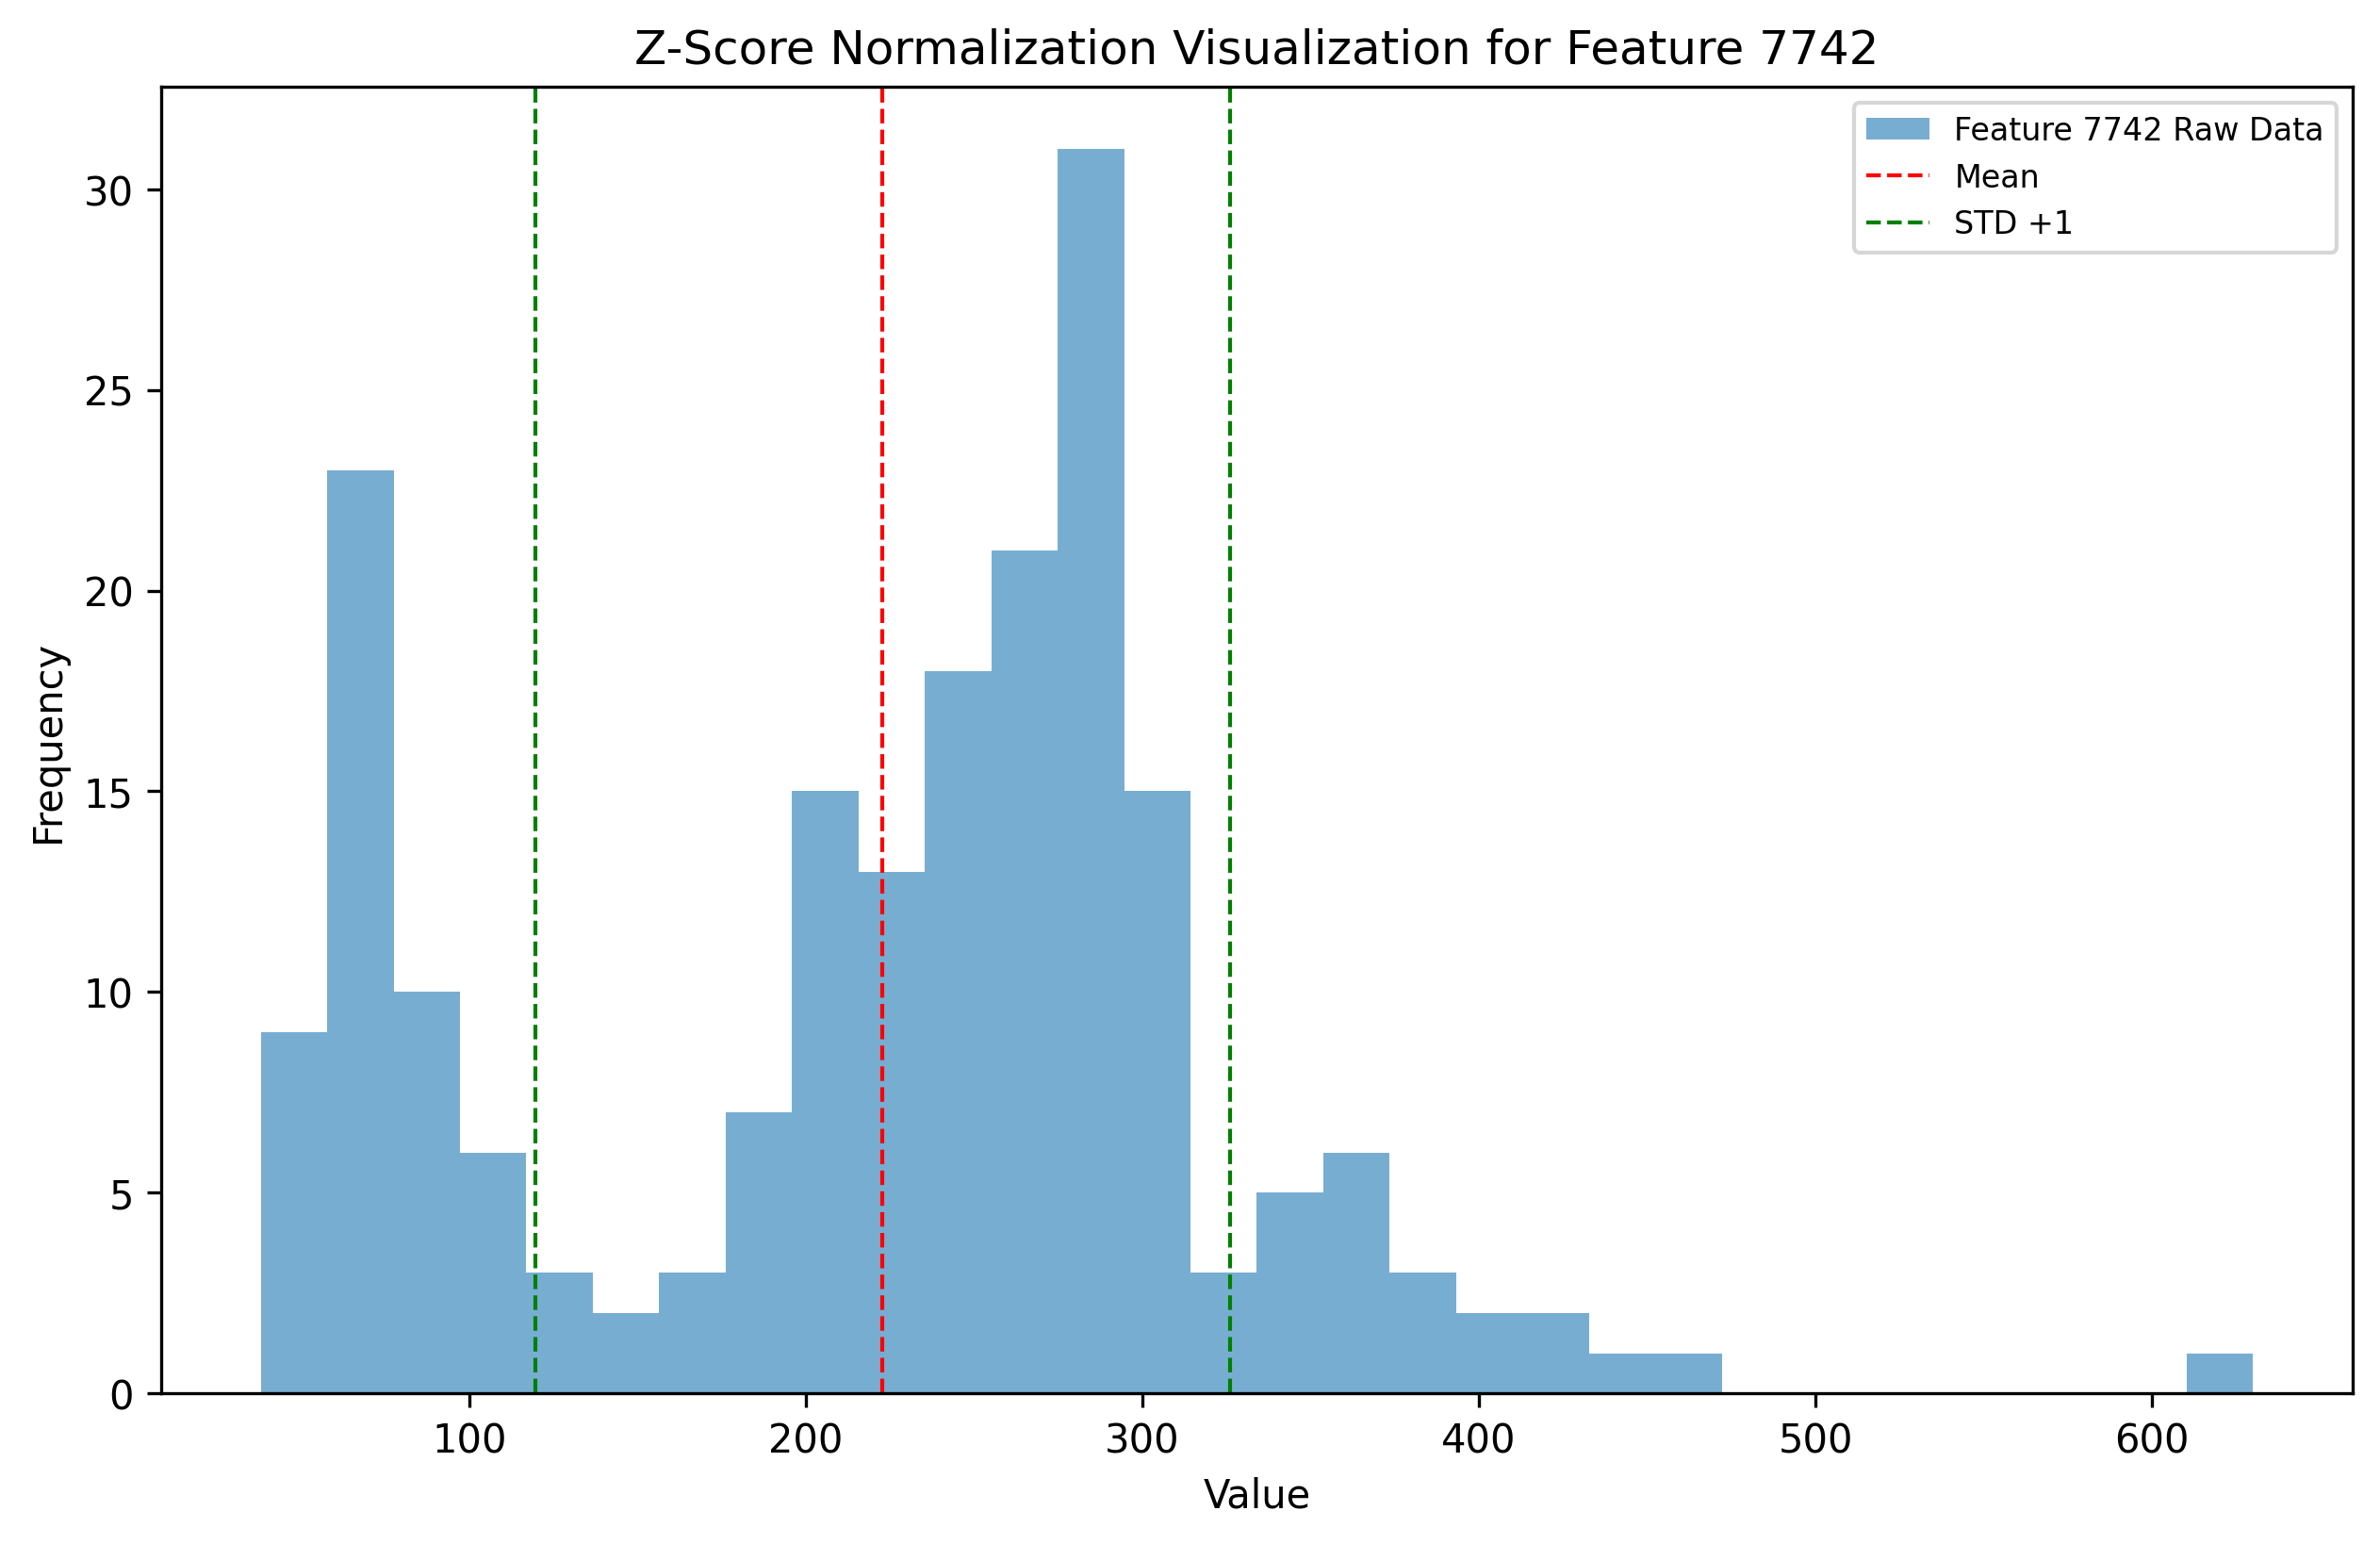 Z-Score Normalization Visualization for Feature 7742
Feature 7742 Raw Data
Mean
STD +1
30
25
20
15
10
5
0
Frequency
100 200 300 400 500 600
Value